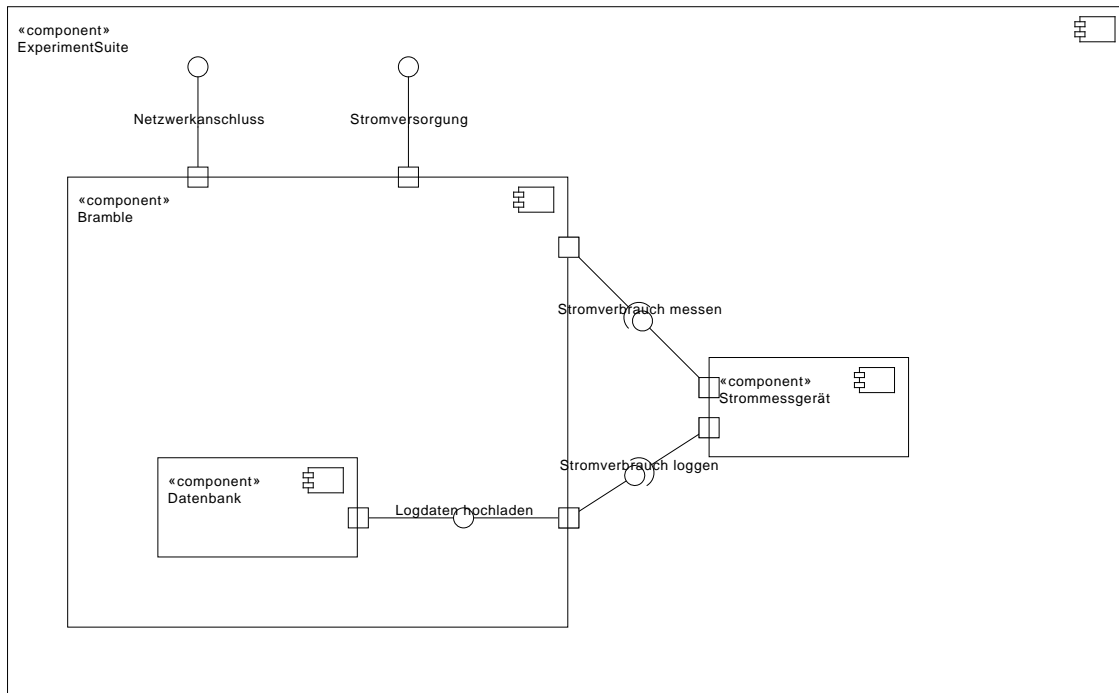 «component»
ExperimentSuite
Netzwerkanschluss
Stromversorgung
«component»
Bramble
Stromverbrauch messen
«component»
Strommessgerät
Stromverbrauch loggen
«component»
Datenbank
Logdaten hochladen